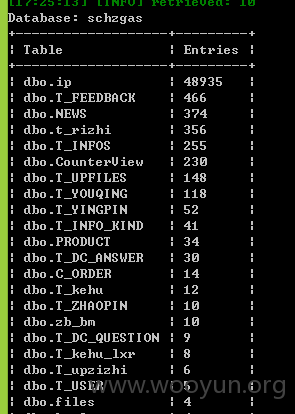 [17:25:13] [INFO] retrieved: 10
Database: schzgas
+--------------------+---------+
| Table | Entries |
+--------------------+---------+
| dbo.ip | 48935 |
| dbo.T_FEEDBACK | 466 |
| dbo.NEWS | 374 |
| dbo.t_rizhi | 356 |
| dbo.T_INFOS | 255 |
| dbo.CounterView | 230 |
| dbo.T_UPFILES | 148 |
| dbo.T_YOUQING | 118 |
| dbo.T_YINGPIN | 52 |
| dbo.T_INFO_KIND | 41 |
| dbo.PRODUCT | 34 |
| dbo.T_DC_ANSWER | 30 |
| dbo.C_ORDER | 14 |
| dbo.T_kehu | 12 |
| dbo.T_ZHAOPIN | 10 |
| dbo.zb_bm | 10 |
| dbo.T_DC_QUESTION | 9 |
| dbo.T_kehu_lxr | 8 |
| dbo.T_upzizhi | 6 |
| dbo.T_USER | 5 |
www.wooyun.org
| dbo.files | 4 |